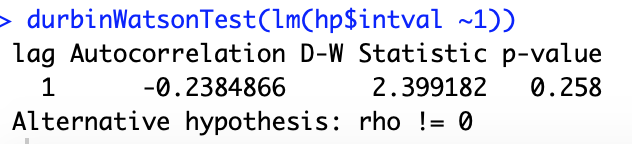 > durbinWatsonTest(lm(hp$intval ~1))
lag Autocorrelation D-W Statistic p-value
1 -0.2384866 2.399182 0.258
Alternative hypothesis: rho != 0